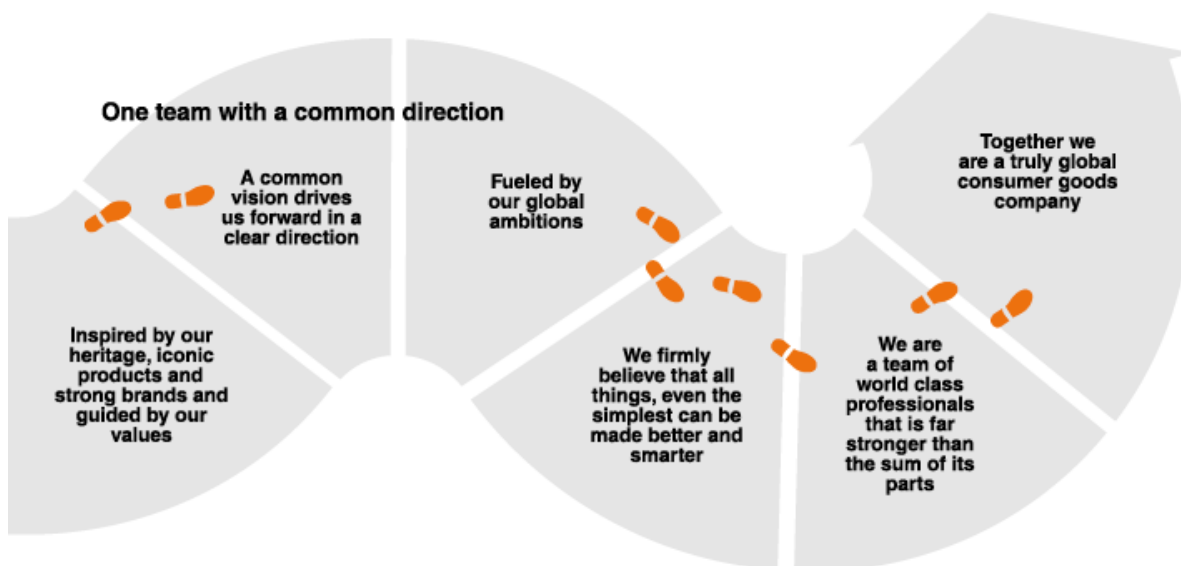 One team with a common direction
Inspired by our
heritage, iconic
products and
strong brands and
guided by our
values
A common
vision drives
us forward in a
clear direction
Fueled by
our global
ambitions
We firmly
believe that all
things, even the
simplest can be
made better and
smarter
We are
a team of
world class
professionals
that is far
stronger than
the sum of its
parts
Together we
are a truly global
consumer goods
company